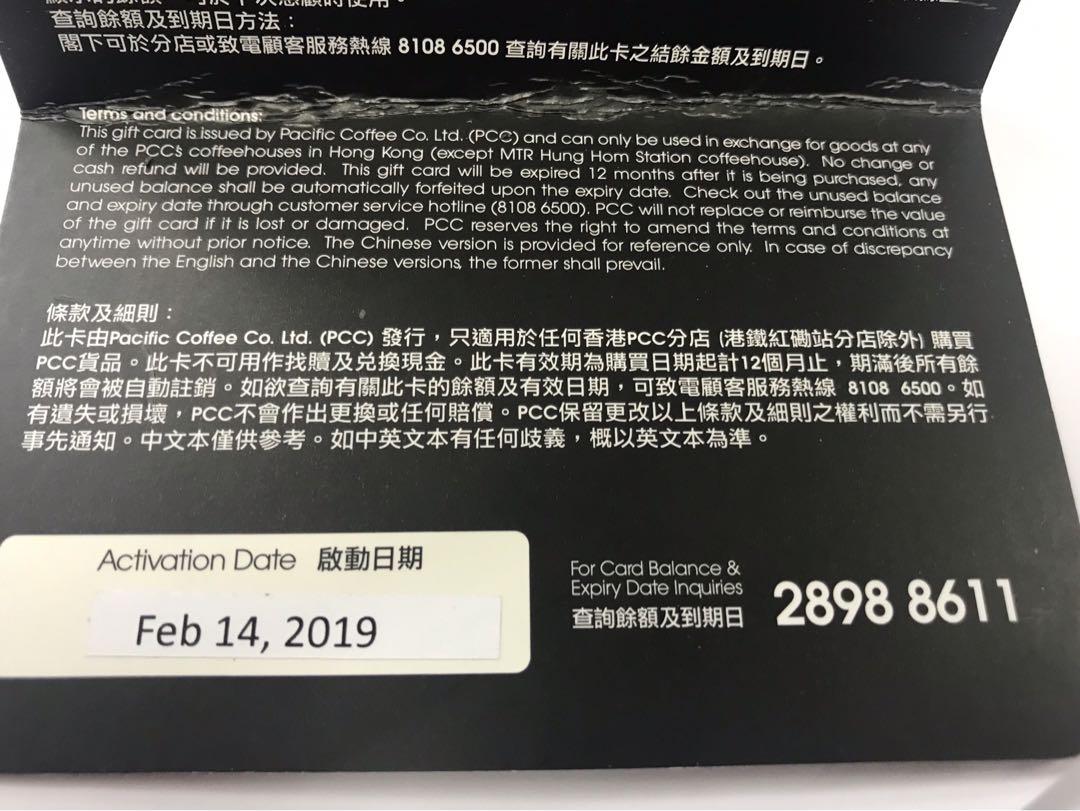 查詢餘額及到期日方法：
閣下可於分店或致電顧客服務熱線 8108 6500 查詢有關此卡之結餘金額及到期日。
Terms and conditions:
This gift card is issued by Pacific Coffee Co. Ltd. (PCC) and can only be used in exchange for goods at any
of the PCC's coffeehouses in Hong Kong (except MTR Hung Hom Station coffeehouse). No change or
cash refund will be provided. This gift card will be expired 12 months after it is being purchased, any
unused balance shall be automatically forfeited upon the expiry date. Check out the unused balance
and expiry date through customer service hotline (8108 6500). PCC will not replace or reimburse the value
of the gift card if it is lost or damaged. PCC reserves the right to amend the terms and conditions at
anytime without prior notice. The Chinese version is provided for reference only. In case of discrepancy
between the English and the Chinese versions, the former shall prevail.
條款及細則：
此卡由Pacific Coffee Co. Ltd. (PCC) 發行，只適用於任何香港PCC分店 (港鐵紅磡站分店除外) 購買
PCC貨品。此卡不可用作找贖及兌換現金。此卡有效期為購買日期起計12個月止，期滿後所有餘
額將會被自動註銷。如欲查詢有關此卡的餘額及有效日期，可致電顧客服務熱線 8108 6500。如
有遺失或損壞，PCC不會作出更換或任何賠償。PCC保留更改以上條款及細則之權利而不需另行
事先通知。中文本僅供參考。如中英文本有任何歧義，概以英文本為準。
Activation Date 啟動日期
Feb 14, 2019
For Card Balance &
Expiry Date Inquiries
查詢餘額及到期日
2898 8611